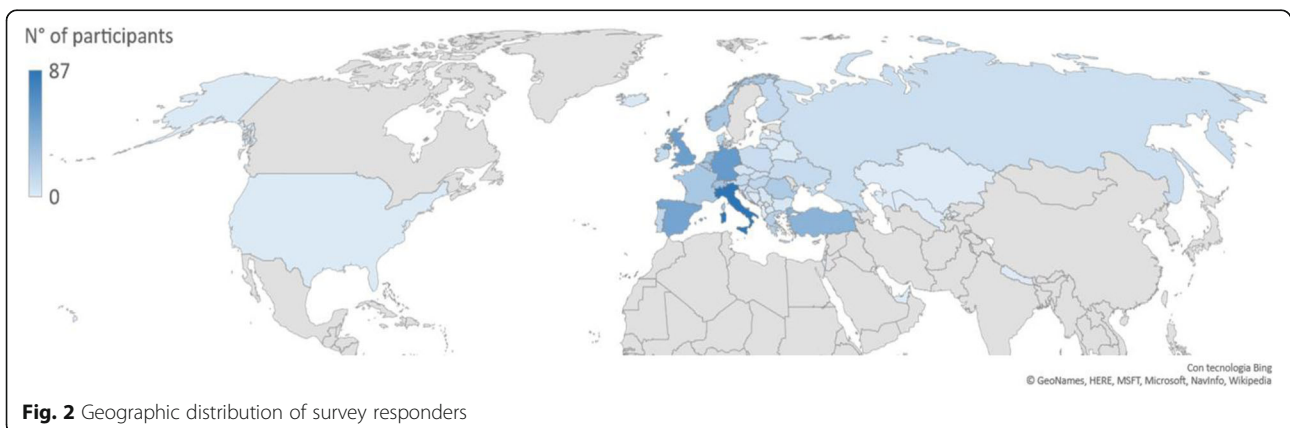 N° of participants
87
0
Con tecnologia Bing
© GeoNames, HERE, MSFT, Microsoft, NavInfo, Wikipedia
Fig. 2 Geographic distribution of survey responders